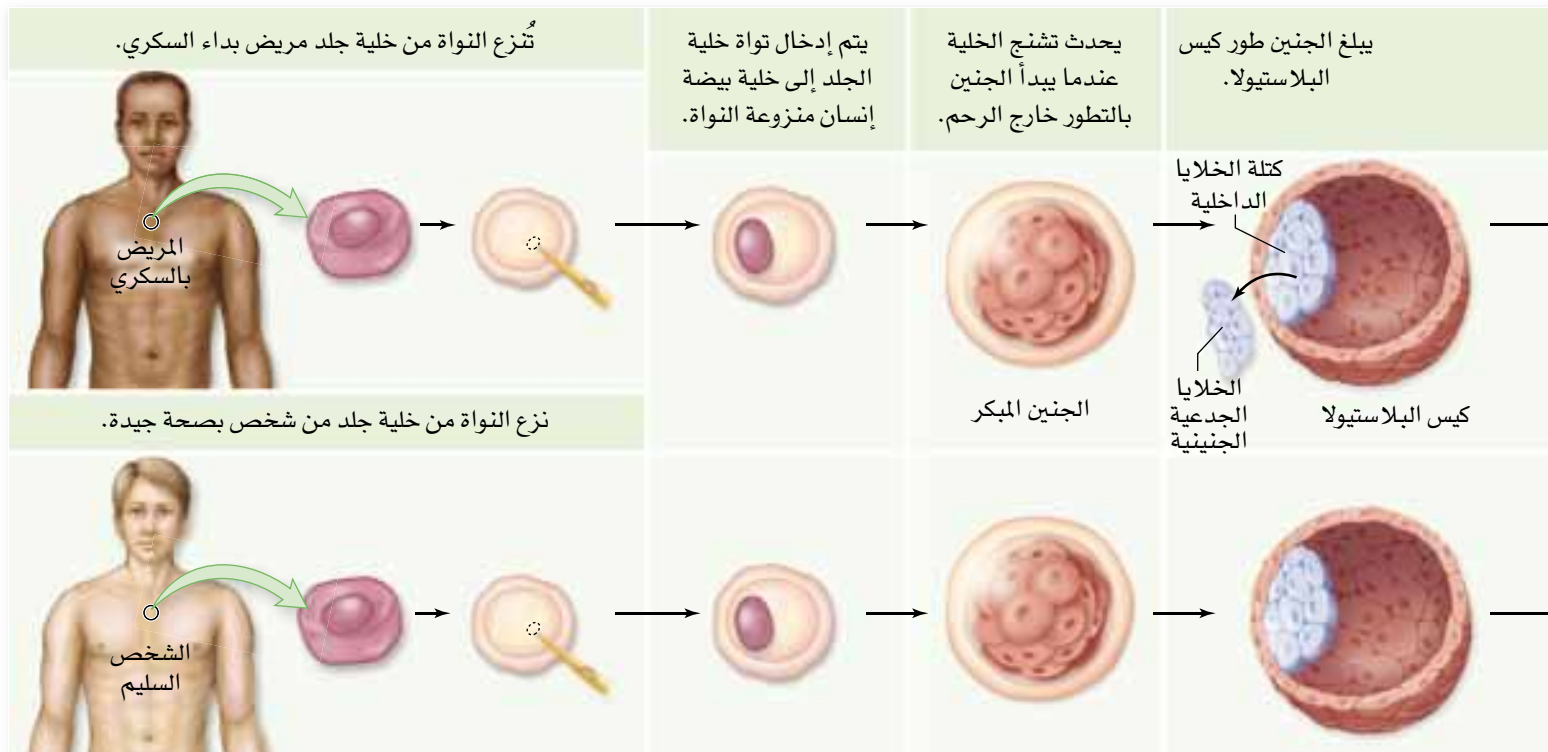 تُنزع النواة من خلية جلد مريض بداء السكري.
يتم إدخال تواة خلية
الجلد إلى خلية بيضة
إنسان منزوعة النواة.
يحدث تشنج الخلية
عندما يبدأ الجنين
بالتطور خارج الرحم.
يبلغ الجنين طور كيس
البلاستيولا.
المريض
بالسكري
كتلة الخلايا
الداخلية
الخلايا
الجدعية
الجنينية
الجنين المبكر
كيس البلاستيولا
نزع النواة من خلية جلد من شخص بصحة جيدة.
الشخص
السليم